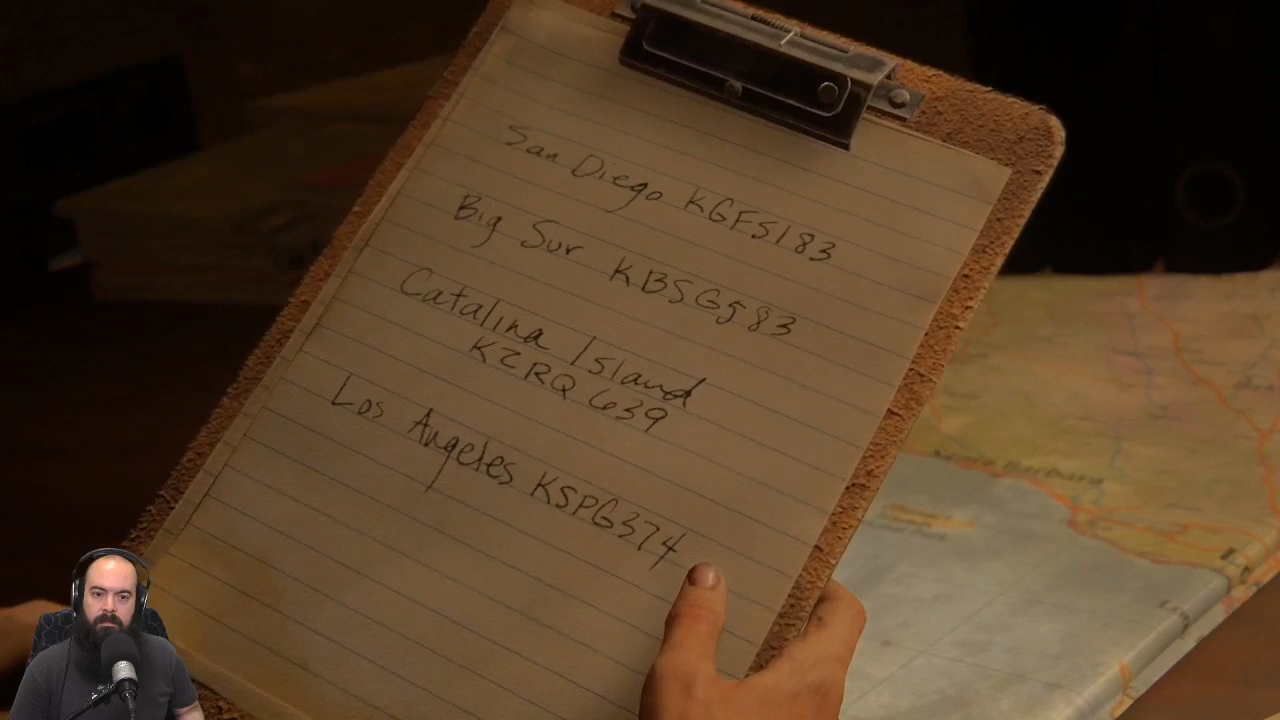 San Diego KGFS183
Big Sur KBSG583
Catalina Island
KZRQ 639
Los Angeles KSPG374